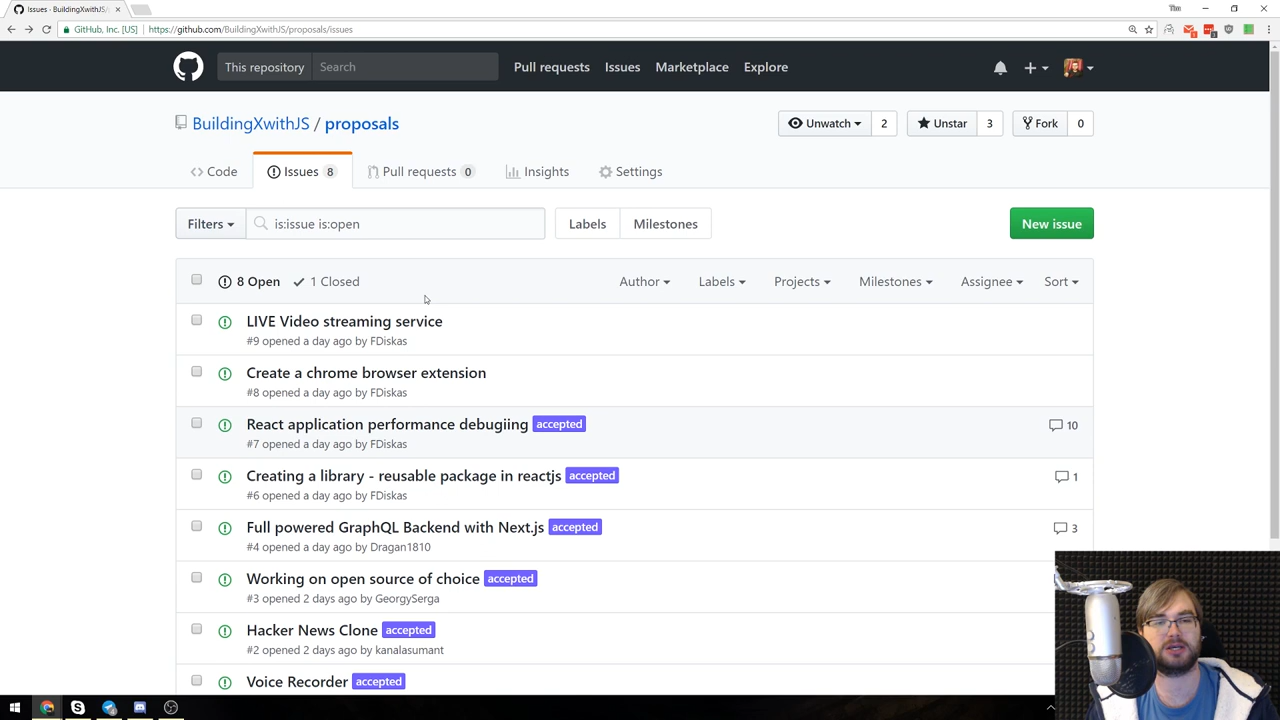 Issues - BuildingXwithJS/p
Tim
GitHub, Inc. [US]
https://github.com/BuildingXwithJS/proposals/issues
This repository
Search
Pull requests
Issues
Marketplace
Explore
BuildingXwithJS / proposals
Unwatch
2
Unstar
3
Fork
0
Code
Issues 8
Pull requests 0
Insights
Settings
Filters
is:issue is:open
Labels
Milestones
New issue
8 Open
1 Closed
Author
Labels
Projects
Milestones
Assignee
Sort
LIVE Video streaming service
#9 opened a day ago by FDiskas
Create a chrome browser extension
#8 opened a day ago by FDiskas
React application performance debugiing accepted
10
#7 opened a day ago by FDiskas
Creating a library - reusable package in reactjs accepted
1
#6 opened a day ago by FDiskas
Full powered GraphQL Backend with Next.js accepted
3
#4 opened a day ago by Dragan1810
Working on open source of choice accepted
#3 opened 2 days ago by GeorgySerga
Hacker News Clone accepted
#2 opened 2 days ago by kanalasumant
Voice Recorder accepted